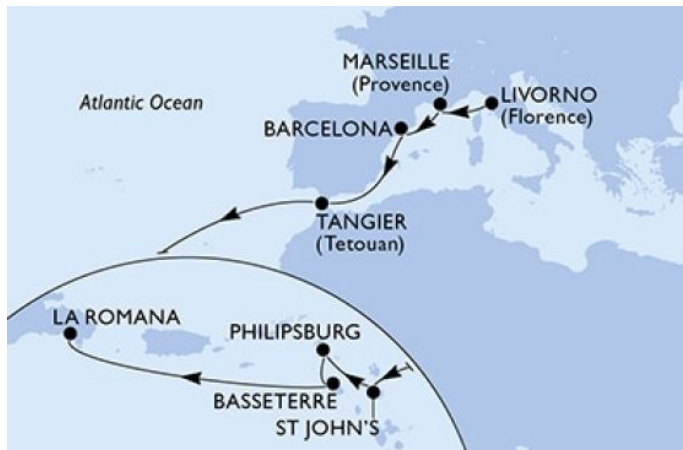 MARSEILLE
(Provence)
LIVORNO
(Florence)
Atlantic Ocean
BARCELONA
TANGIER
(Tetouan)
LA ROMANA
PHILIPSBURG
BASSETERRE
ST JOHN'S